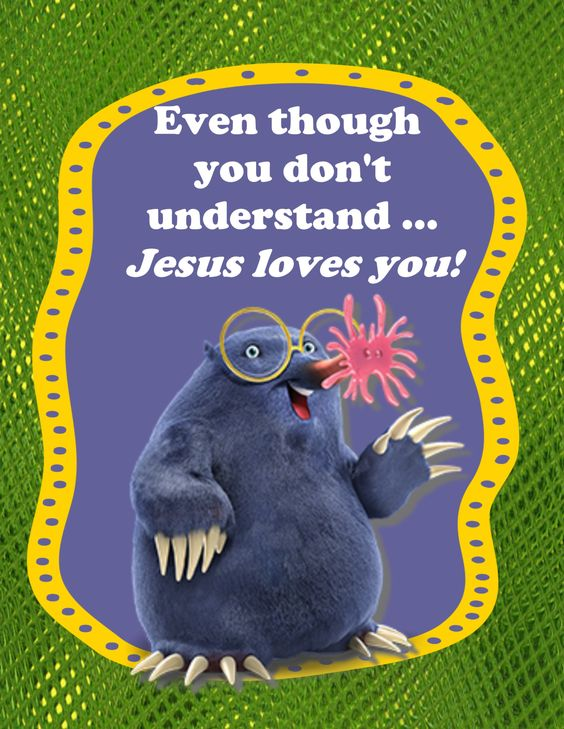 Even though
you don't
understand ...
Jesus loves you!